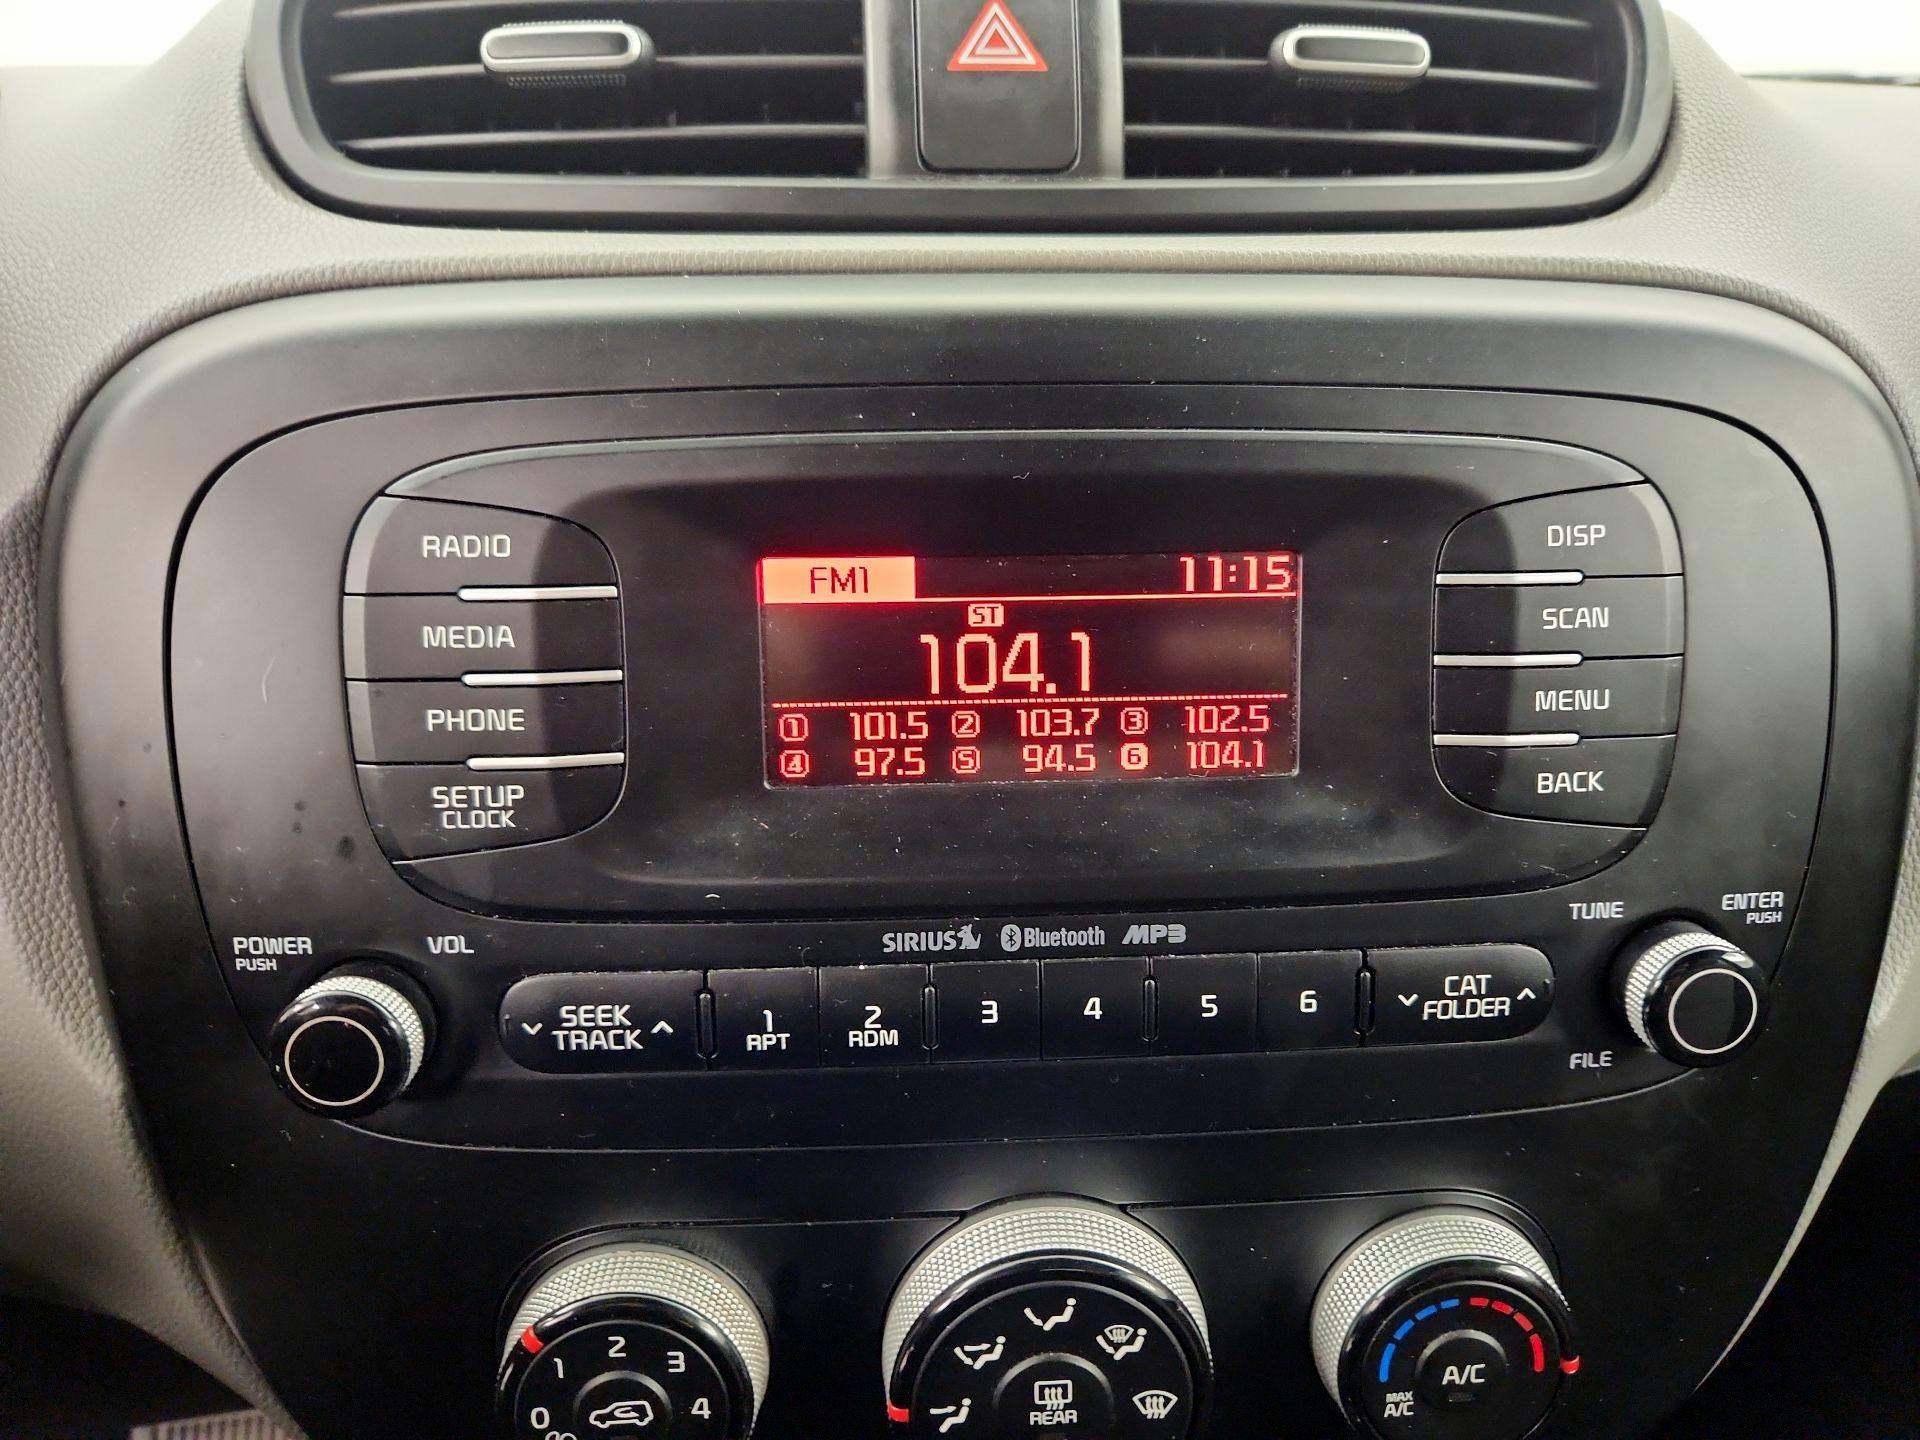 RADIO
MEDIA
PHONE
SETUP
CLOCK
FM1 11:15
ST
104.1
1 101.5 2 103.7 3 102.5
4 97.5 5 94.5 6 104.1
DISP
SCAN
MENU
BACK
POWER
PUSH
VOL
SIRIUS Bluetooth MP3
TUNE
ENTER
PUSH
SEEK
TRACK
1
RPT
2
RDM
3
4
5
6
CAT
FOLDER
FILE
0 1 2 3 4
REAR
A/C
MAX
A/C